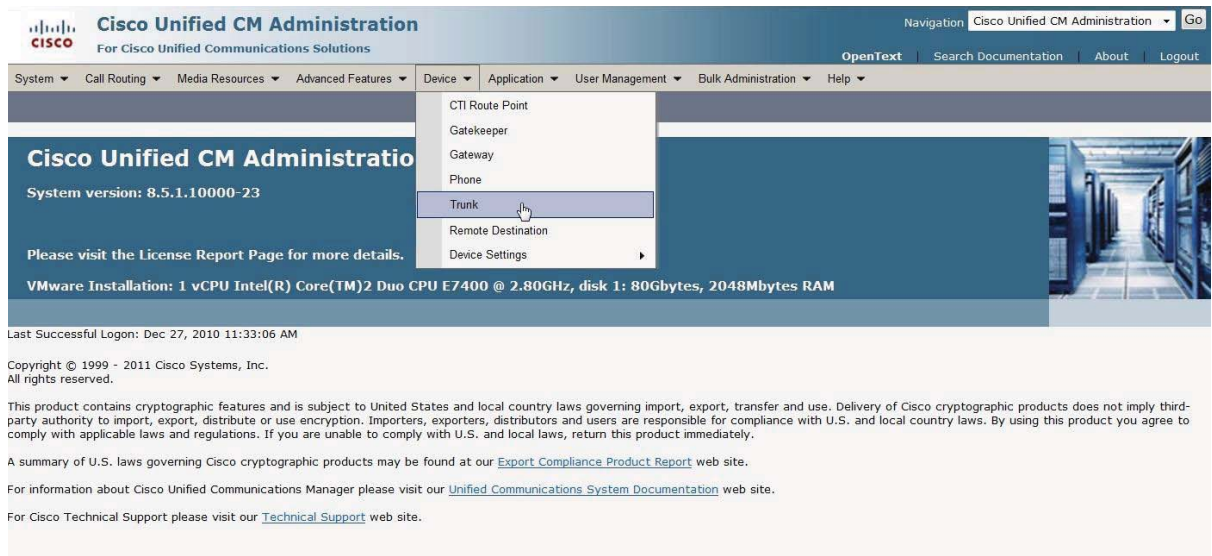 CISCO
Cisco Unified CM Administration
For Cisco Unified Communications Solutions
Navigation Cisco Unified CM Administration Go
OpenText Search Documentation About Logout
System Call Routing Media Resources Advanced Features Device Application User Management Bulk Administration Help
CTI Route Point
Gatekeeper
Gateway
Phone
Trunk
Remote Destination
Device Settings
Cisco Unified CM Administratio
System version: 8.5.1.10000-23
Please visit the License Report Page for more details.
VMware Installation: 1 vCPU Intel(R) Core(TM)2 Duo CPU E7400 @ 2.80GHz, disk 1: 80Gbytes, 2048Mbytes RAM
Last Successful Logon: Dec 27, 2010 11:33:06 AM
Copyright © 1999 - 2011 Cisco Systems, Inc.
All rights reserved.
This product contains cryptographic features and is subject to United States and local country laws governing import, export, transfer and use. Delivery of Cisco cryptographic products does not imply third-
party authority to import, export, distribute or use encryption. Importers, exporters, distributors and users are responsible for compliance with U.S. and local country laws. By using this product you agree to
comply with applicable laws and regulations. If you are unable to comply with U.S. and local laws, return this product immediately.
A summary of U.S. laws governing Cisco cryptographic products may be found at our Export Compliance Product Report web site.
For information about Cisco Unified Communications Manager please visit our Unified Communications System Documentation web site.
For Cisco Technical Support please visit our Technical Support web site.